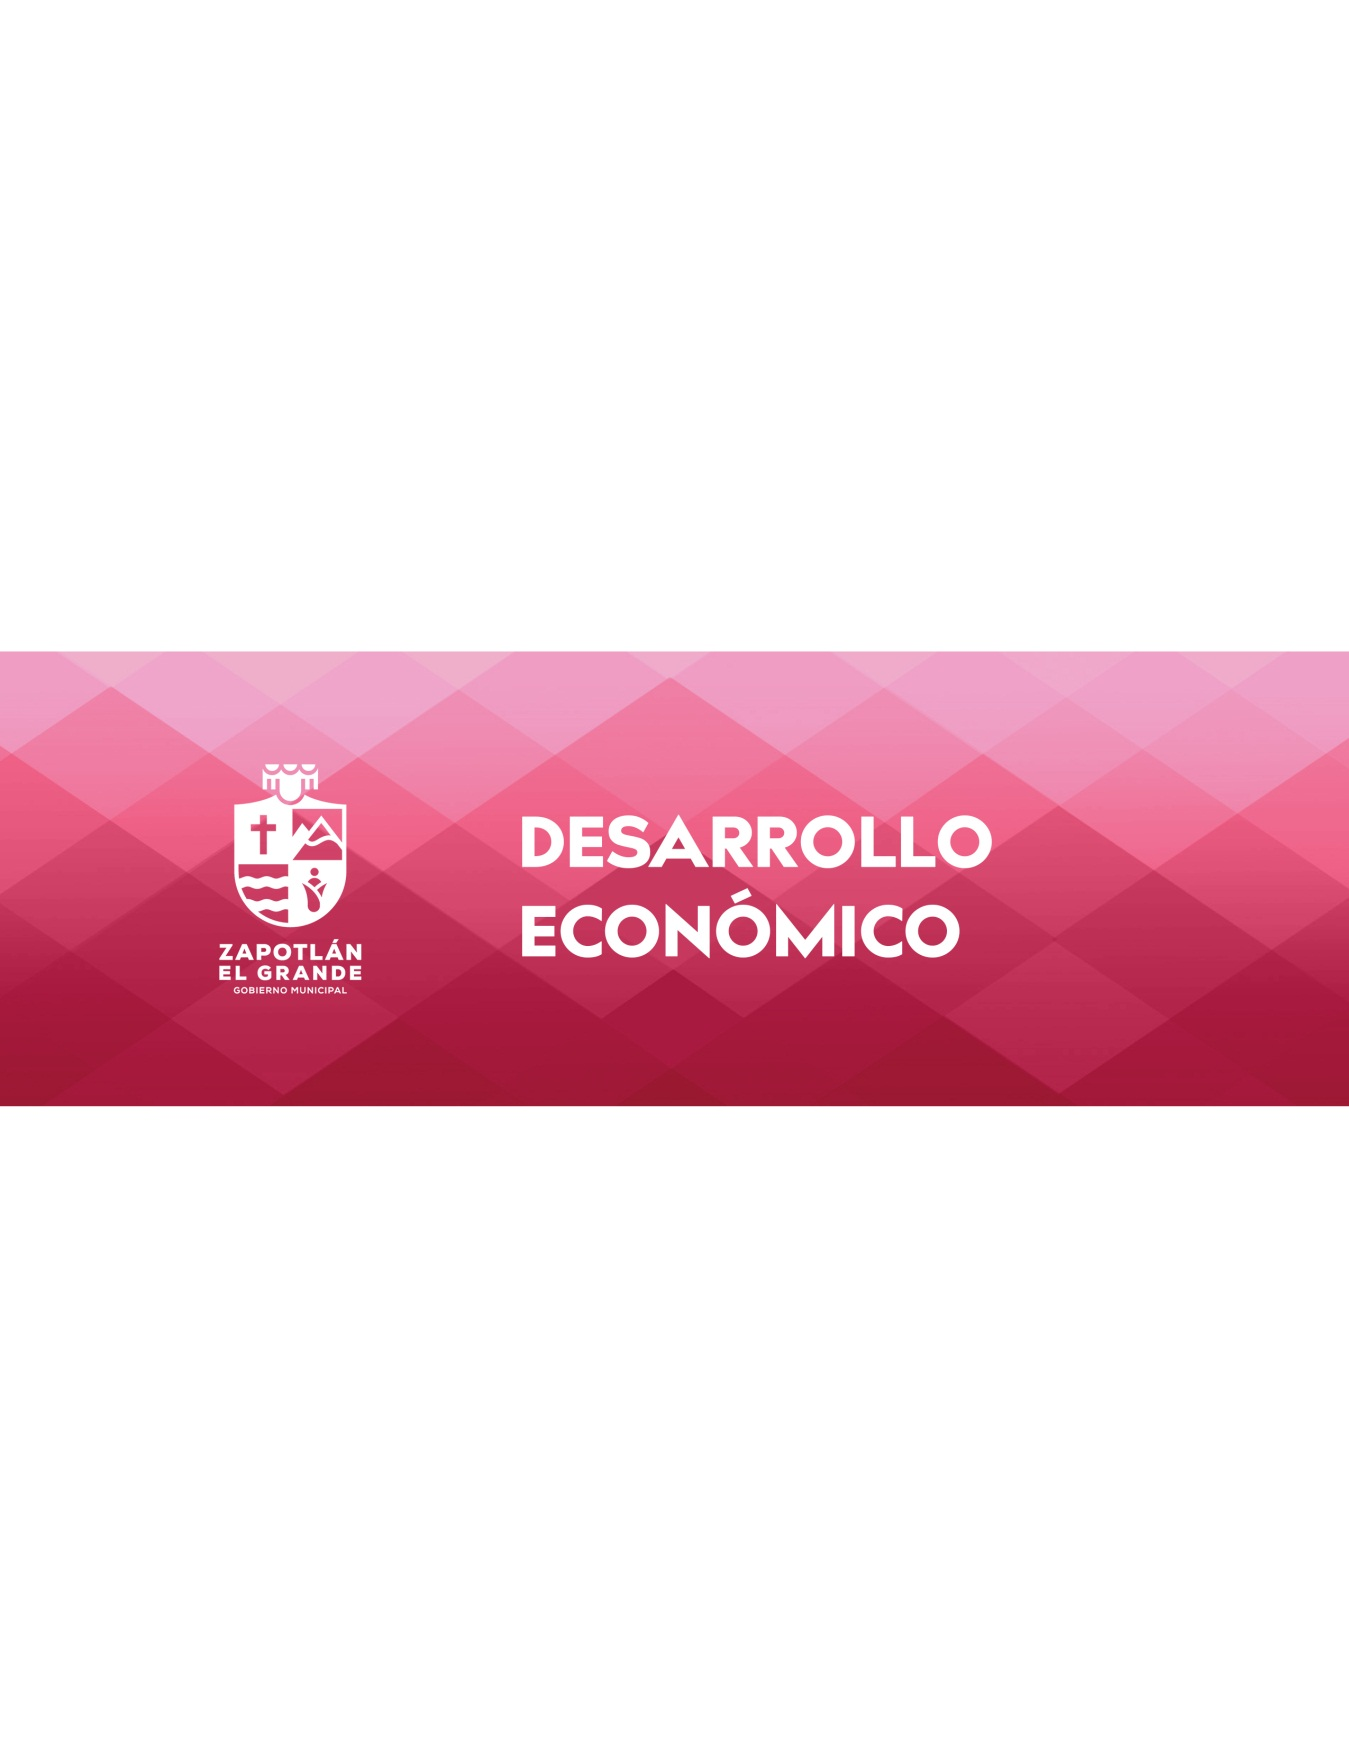 ZAPOTLÁN
EL GRANDE
GOBIERNO MUNICIPAL
DESARROLLO
ECONÓMICO